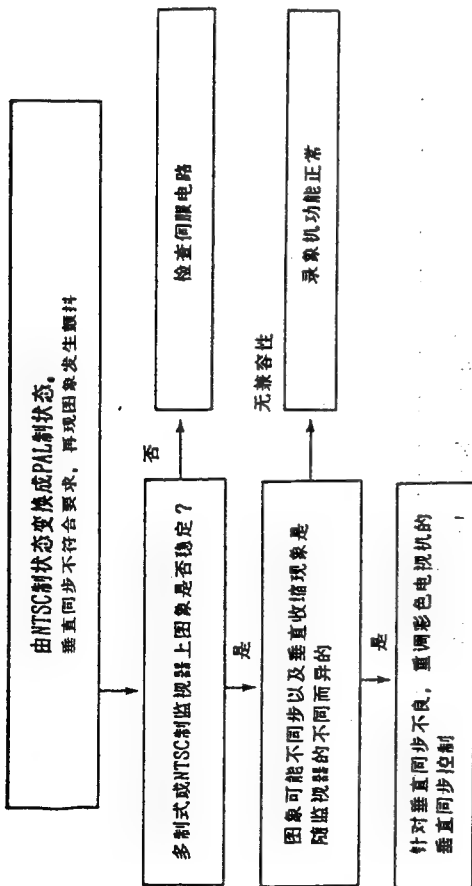 由NTSC制状态变换成PAL制状态。
垂直同步不符合要求，再现图象发生颤抖
多制式或NTSC制监视器上图象是否稳定？
否
检查伺服电路
是
图象可能不同步以及垂直收缩现象是
随监视器的不同而异的
无兼容性
录象机功能正常
是
针对垂直同步不良，重调彩色电视机的
垂直同步控制